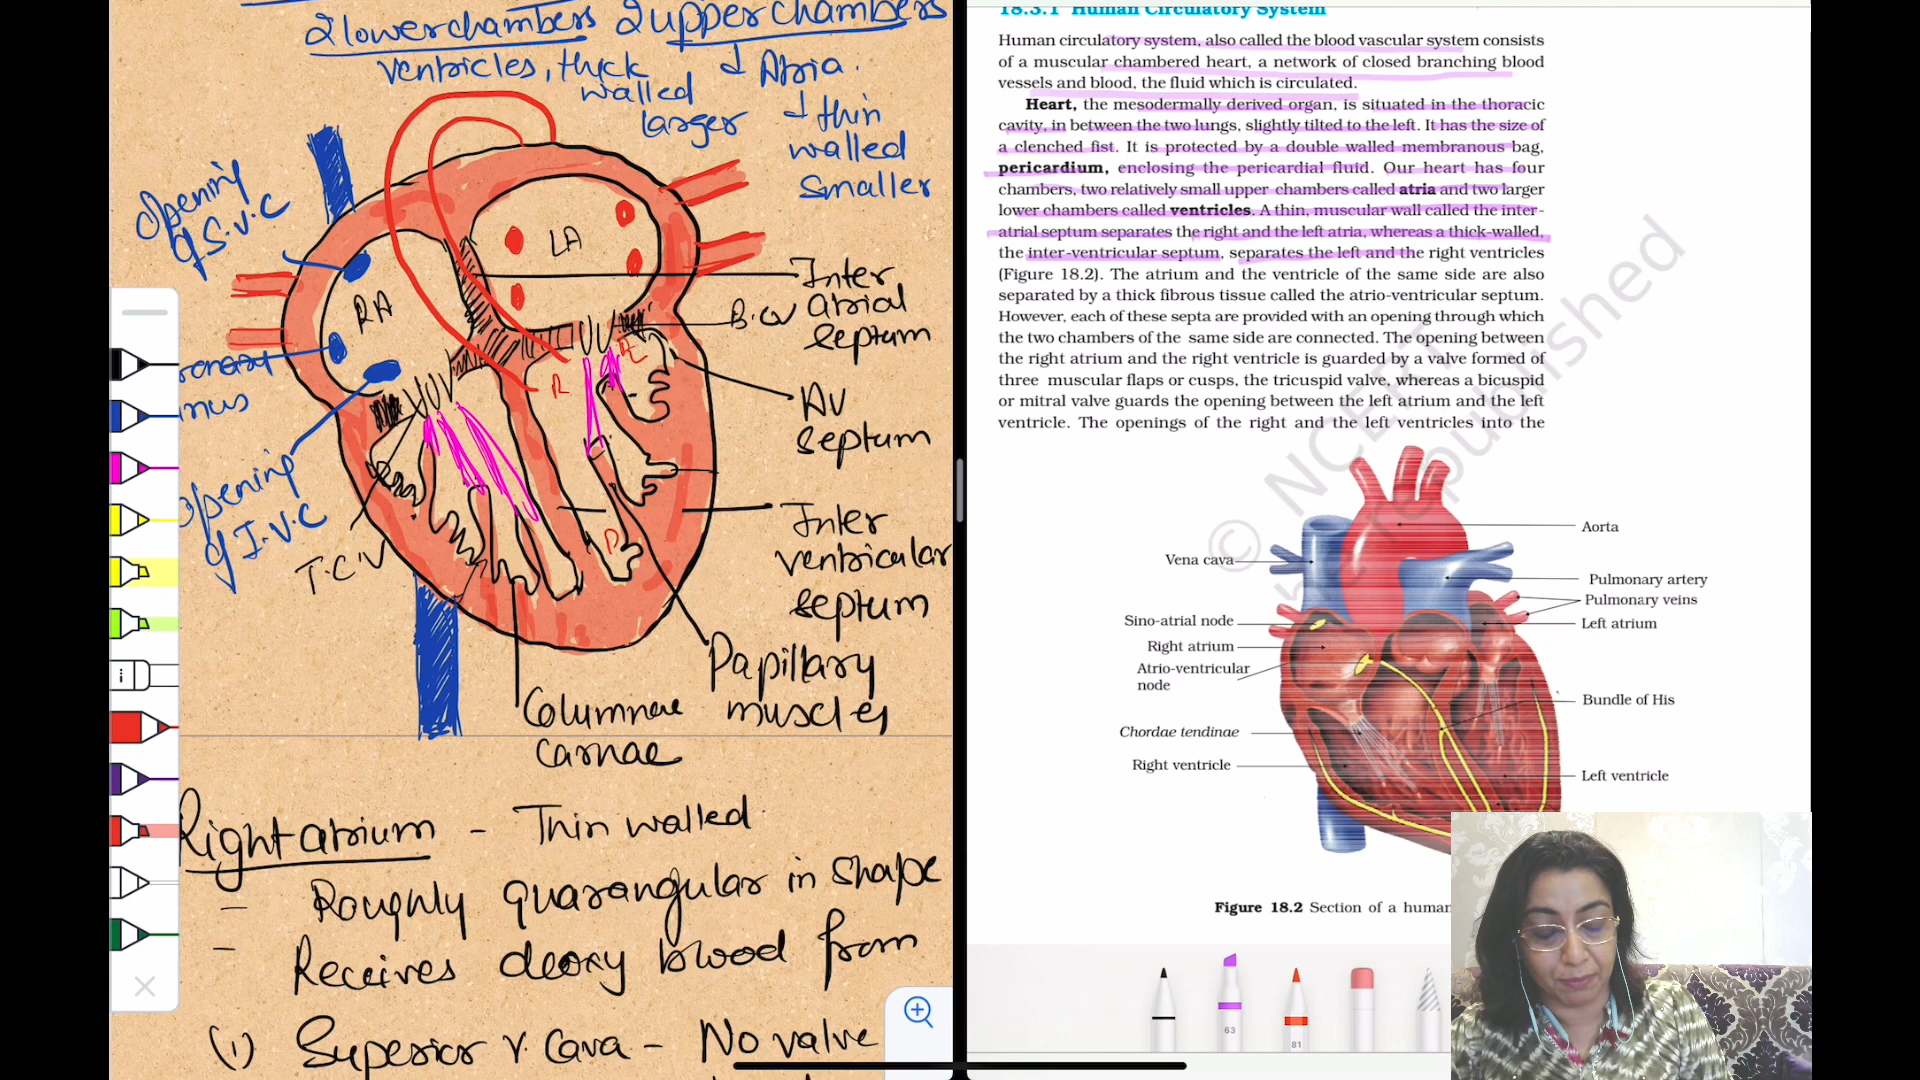 2 lower chambers 2 upper chambers
ventricles, thick
walled
larger
↓ Atria.
↓ thin
walled
smaller
Opening
of S.V.C
LA
RA
Inter
Atrial
septum
B.C.V
AV
septum
Inter
ventricular
septum
Opening
of I.V.C
T.C.V
Papillary
muscles
Columnae
carnae
Right atrium - Thin walled
- Roughly quarangular in shape
- Receives deoxy blood from
(1) Superior v. Cava - No valve
18.3.1 Human Circulatory System
Human circulatory system, also called the blood vascular system consists
of a muscular chambered heart, a network of closed branching blood
vessels and blood, the fluid which is circulated.
Heart, the mesodermally derived organ, is situated in the thoracic
cavity, in between the two lungs, slightly tilted to the left. It has the size of
a clenched fist. It is protected by a double walled membranous bag,
pericardium, enclosing the pericardial fluid. Our heart has four
chambers, two relatively small upper chambers called atria and two larger
lower chambers called ventricles. A thin, muscular wall called the inter-
atrial septum separates the right and the left atria, whereas a thick-walled,
the inter-ventricular septum, separates the left and the right ventricles
(Figure 18.2). The atrium and the ventricle of the same side are also
separated by a thick fibrous tissue called the atrio-ventricular septum.
However, each of these septa are provided with an opening through which
the two chambers of the same side are connected. The opening between
the right atrium and the right ventricle is guarded by a valve formed of
three muscular flaps or cusps, the tricuspid valve, whereas a bicuspid
or mitral valve guards the opening between the left atrium and the left
ventricle. The openings of the right and the left ventricles into the
© NCERT
republished
Aorta
Vena cava
Pulmonary artery
Pulmonary veins
Sino-atrial node
Left atrium
Right atrium
Atrio-ventricular
node
Bundle of His
Chordae tendinae
Right ventricle
Left ventricle
Figure 18.2 Section of a human
63
81